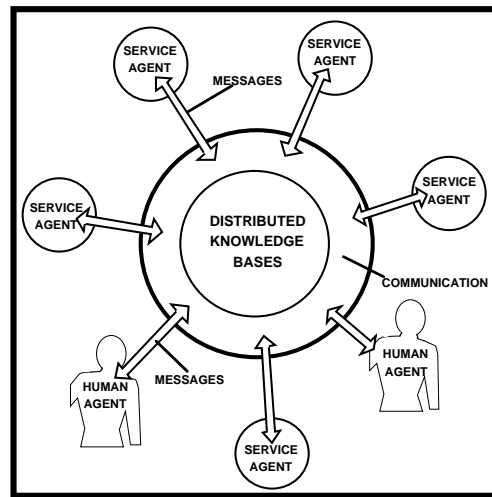 SERVICE
AGENT
SERVICE
AGENT
MESSAGES
SERVICE
AGENT
SERVICE
AGENT
DISTRIBUTED
KNOWLEDGE
BASES
COMMUNICATION
HUMAN
AGENT
MESSAGES
HUMAN
AGENT
SERVICE
AGENT